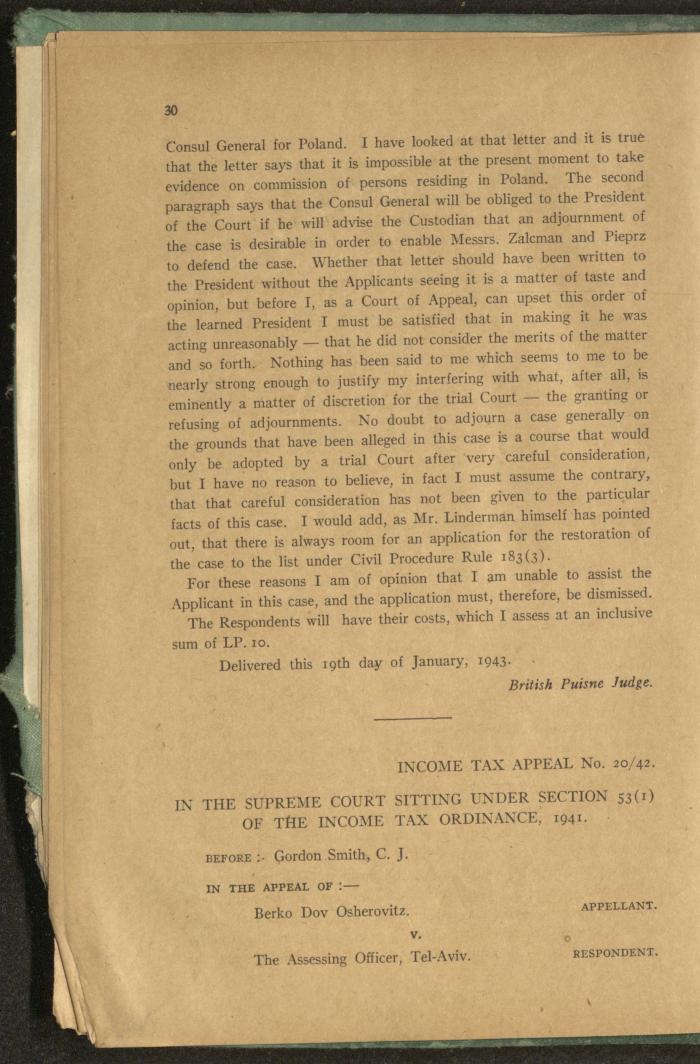 30
Consul General for Poland. I have looked at that letter and it is true
that the letter says that it is impossible at the present moment to take
evidence on commission of persons residing in Poland. The second
paragraph says that the Consul General will be obliged to the President
of the Court if he will advise the Custodian that an adjournment of
the case is desirable in order to enable Messrs. Zalcman and Pieprz
to defend the case. Whether that letter should have been written to
the President without the Applicants seeing it is a matter of taste and
opinion, but before I, as a Court of Appeal, can upset this order of
the learned President I must be satisfied that in making it he was
acting unreasonably — that he did not consider the merits of the matter
and so forth. Nothing has been said to me which seems to me to be
nearly strong enough to justify my interfering with what, after all, is
eminently a matter of discretion for the trial Court — the granting or
refusing of adjournments. No doubt to adjourn a case generally on
the grounds that have been alleged in this case is a course that would
only be adopted by a trial Court after very careful consideration,
but I have no reason to believe, in fact I must assume the contrary,
that that careful consideration has not been given to the particular
facts of this case. I would add, as Mr. Linderman himself has pointed
out, that there is always room for an application for the restoration of
the case to the list under Civil Procedure Rule 183(3).
For these reasons I am of opinion that I am unable to assist the
Applicant in this case, and the application must, therefore, be dismissed.
The Respondents will have their costs, which I assess at an inclusive
sum of LP. 10.
Delivered this 19th day of January, 1943.
British Puisne Judge.
INCOME TAX APPEAL No. 20/42.
IN THE SUPREME COURT SITTING UNDER SECTION 53(1)
OF THE INCOME TAX ORDINANCE, 1941.
BEFORE :- Gordon Smith, C. J.
IN THE APPEAL OF :—
Berko Dov Osherovitz. APPELLANT.
v.
The Assessing Officer, Tel-Aviv. RESPONDENT.